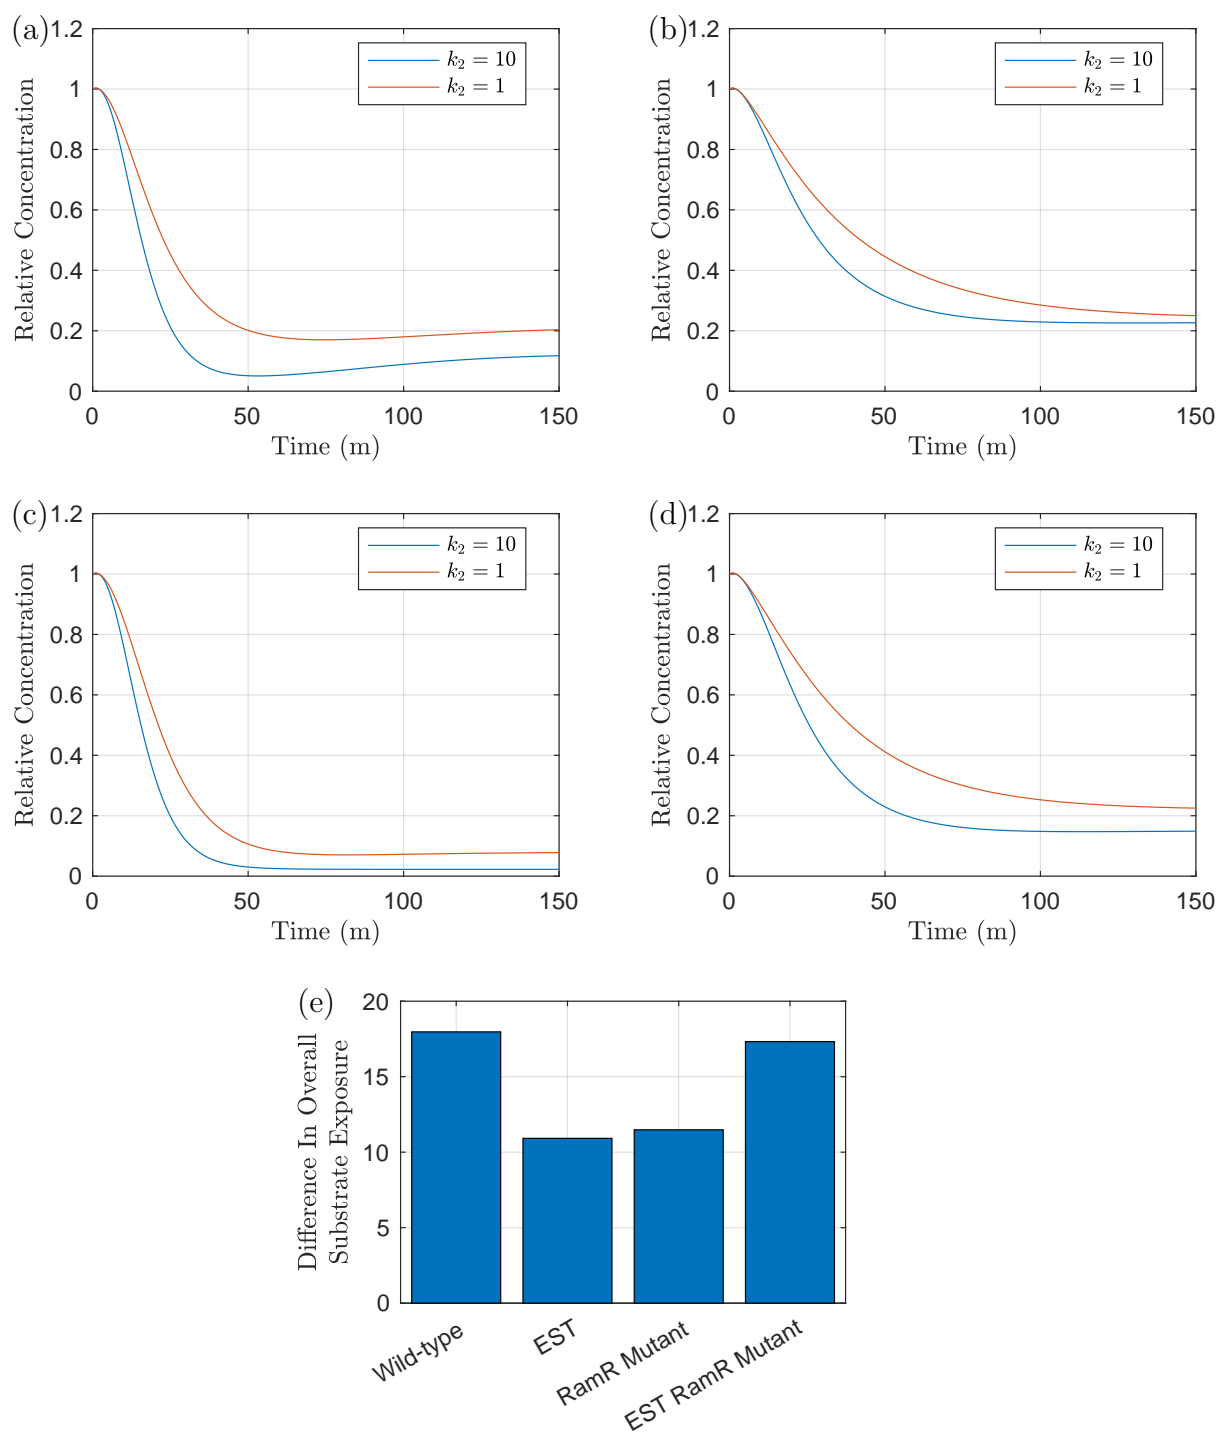 (a)
1.2
1
0.8
0.6
0.4
0.2
0
Relative Concentration
k₂ = 10
k₂ = 1
0 50 100 150
Time (m)
(b)
1.2
1
0.8
0.6
0.4
0.2
0
Relative Concentration
k₂ = 10
k₂ = 1
0 50 100 150
Time (m)
(c)
1.2
1
0.8
0.6
0.4
0.2
0
Relative Concentration
k₂ = 10
k₂ = 1
0 50 100 150
Time (m)
(d)
1.2
1
0.8
0.6
0.4
0.2
0
Relative Concentration
k₂ = 10
k₂ = 1
0 50 100 150
Time (m)
(e)
20
15
10
5
0
Difference In Overall
Substrate Exposure
Wild-type
EST
RamR Mutant
EST RamR Mutant